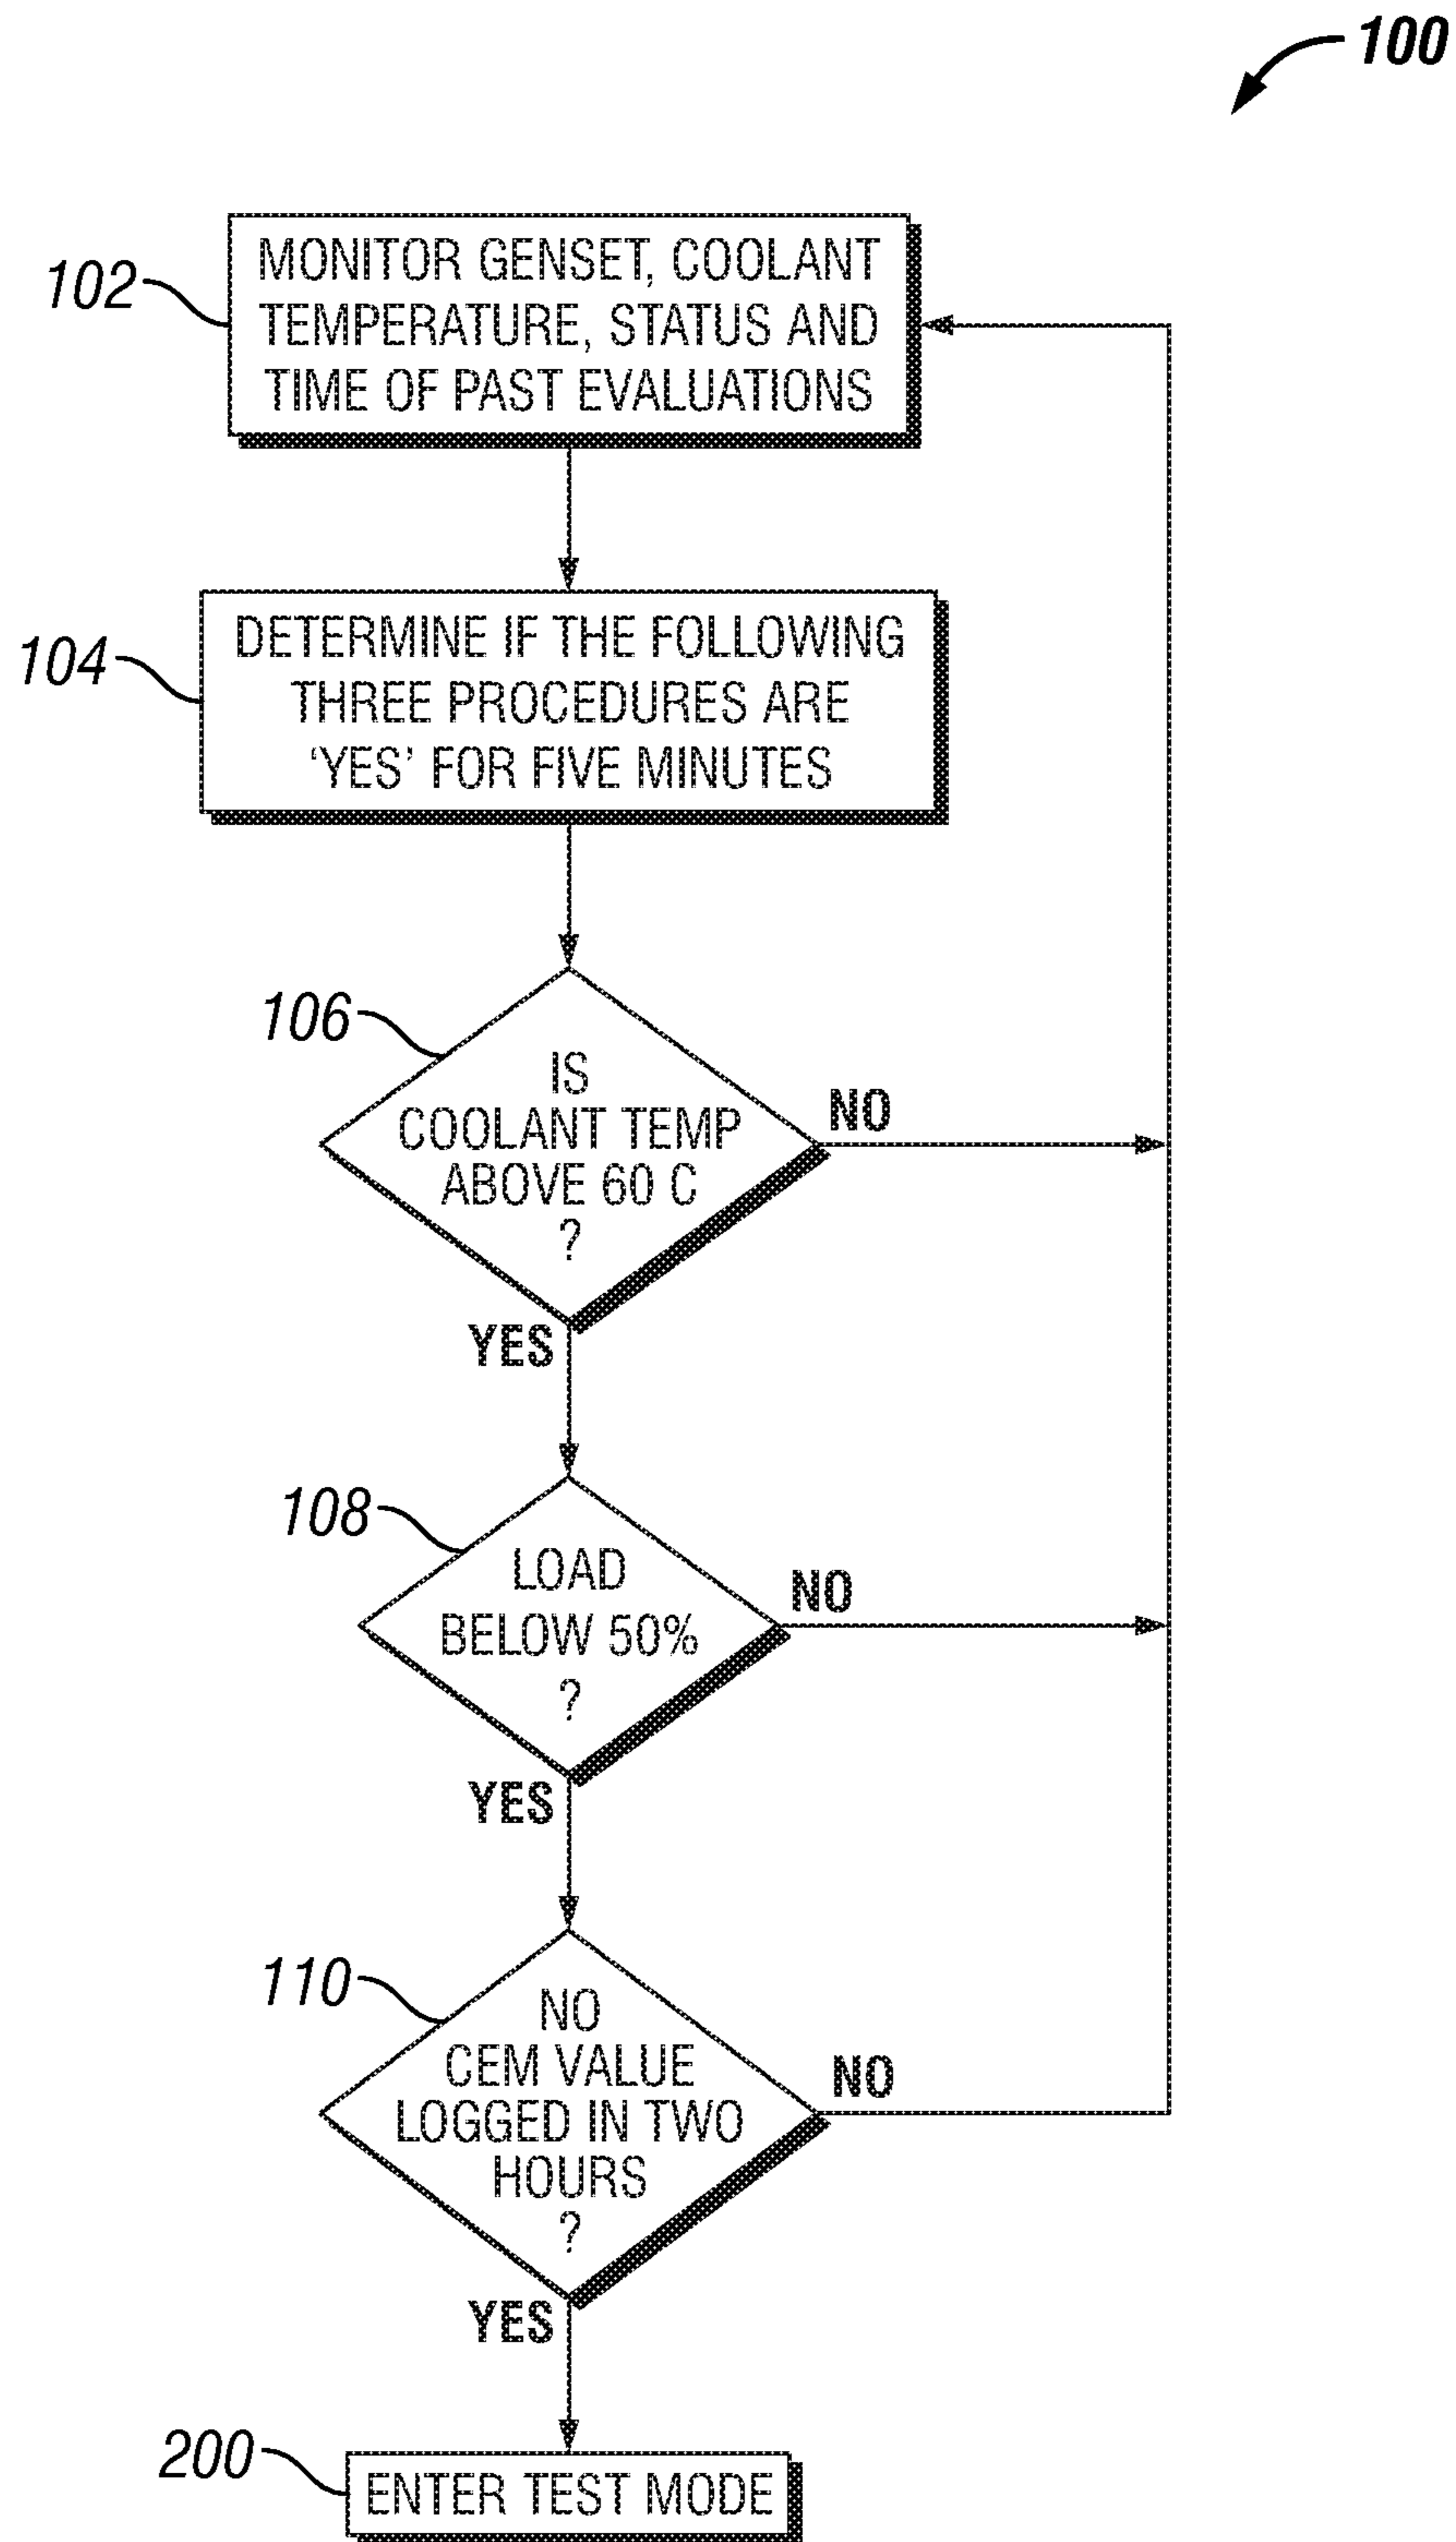 100
102
MONITOR GENSET, COOLANT
TEMPERATURE, STATUS AND
TIME OF PAST EVALUATIONS
104
DETERMINE IF THE FOLLOWING
THREE PROCEDURES ARE
‘YES’ FOR FIVE MINUTES
106
IS
COOLANT TEMP
ABOVE 60 C
?
NO
YES
108
LOAD
BELOW 50%
?
NO
YES
110
NO
CEM VALUE
LOGGED IN TWO
HOURS
?
NO
YES
200
ENTER TEST MODE